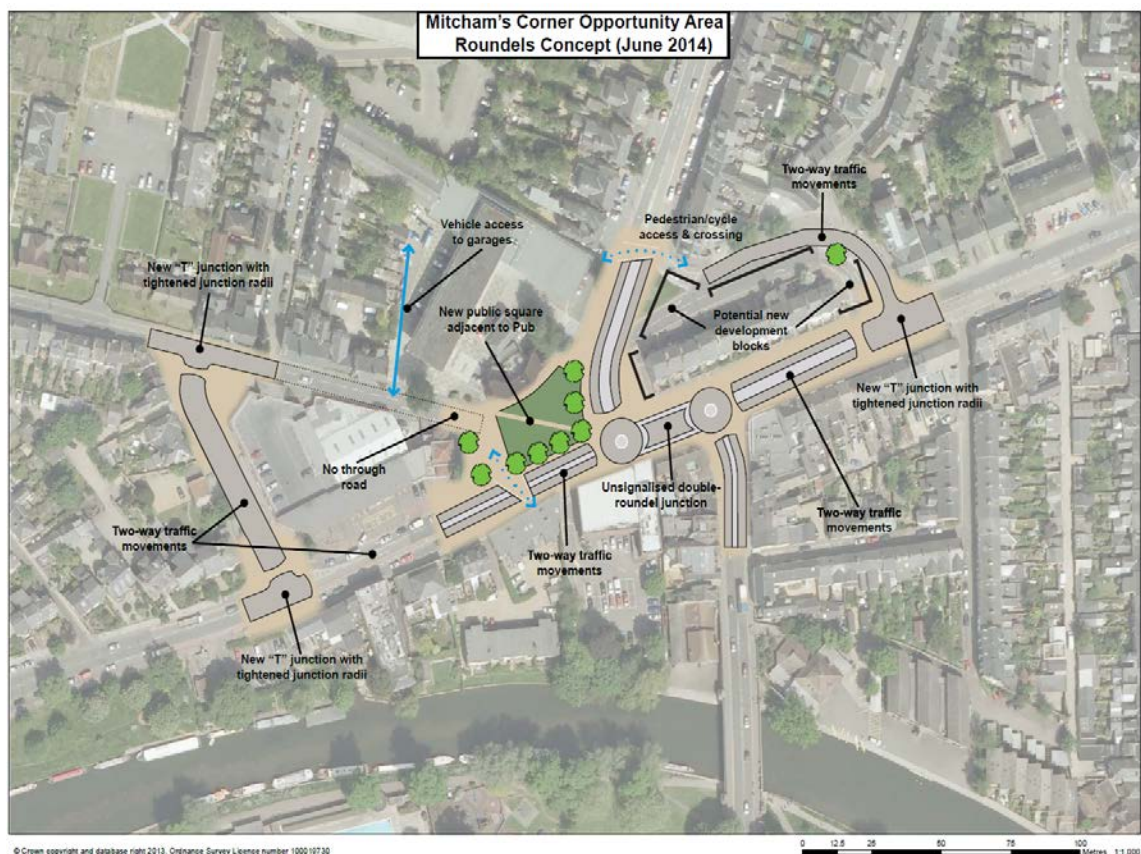 Mitcham's Corner Opportunity Area
Roundels Concept (June 2014)
Two-way traffic
movements
Vehicle access
to garages
Pedestrian/cycle
access & crossing
New "T" junction with
tightened junction radii
New public square
adjacent to Pub
Potential new
development
blocks
New "T" junction with
tightened junction radii
No through
road
Unsignalised double-
roundel junction
Two-way traffic
movements
Two-way traffic
movements
Two-way traffic
movements
New "T" junction with
tightened junction radii
© Crown copyright and database right 2013. Ordnance Survey License number 100019730
0 12.5 25 50 75 100
Metres 1:1,000